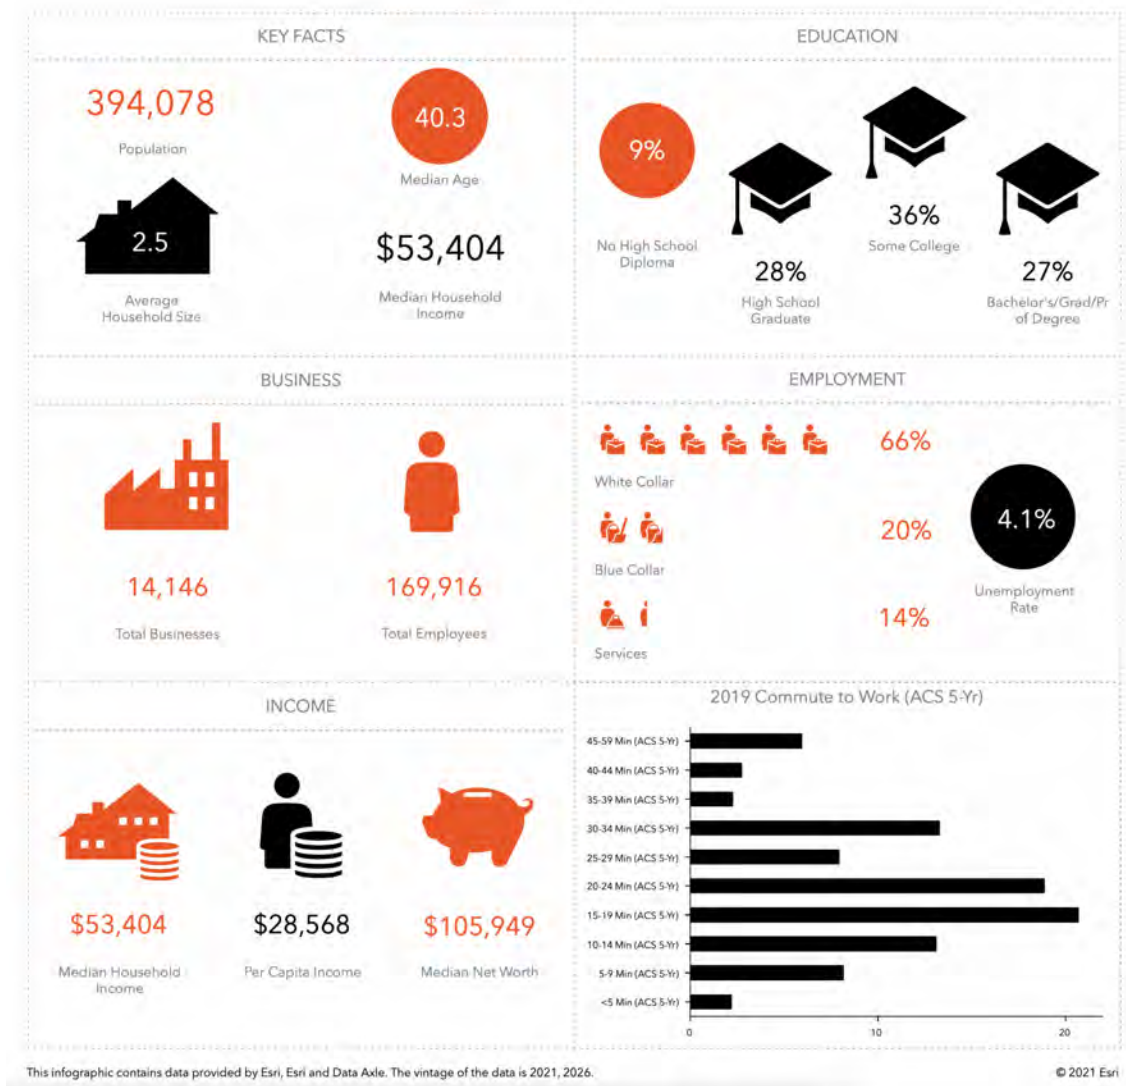 KEY FACTS
394,078
Population
40.3
Median Age
2.5
Average
Household Size
$53,404
Median Household
Income
EDUCATION
9%
No High School
Diploma
28%
High School
Graduate
36%
Some College
27%
Bachelor's/Grad/Pr
of Degree
BUSINESS
14,146
Total Businesses
169,916
Total Employees
EMPLOYMENT
66%
White Collar
20%
Blue Collar
14%
Services
4.1%
Unemployment
Rate
INCOME
$53,404
Median Household
Income
$28,568
Per Capita Income
$105,949
Median Net Worth
2019 Commute to Work (ACS 5-Yr)
45-59 Min (ACS 5-Yr)
40-44 Min (ACS 5-Yr)
35-39 Min (ACS 5-Yr)
30-34 Min (ACS 5-Yr)
25-29 Min (ACS 5-Yr)
20-24 Min (ACS 5-Yr)
15-19 Min (ACS 5-Yr)
10-14 Min (ACS 5-Yr)
5-9 Min (ACS 5-Yr)
<5 Min (ACS 5-Yr)
0 10 20
This infographic contains data provided by Esri, Esri and Data Axle. The vintage of the data is 2021, 2026.
© 2021 Esri